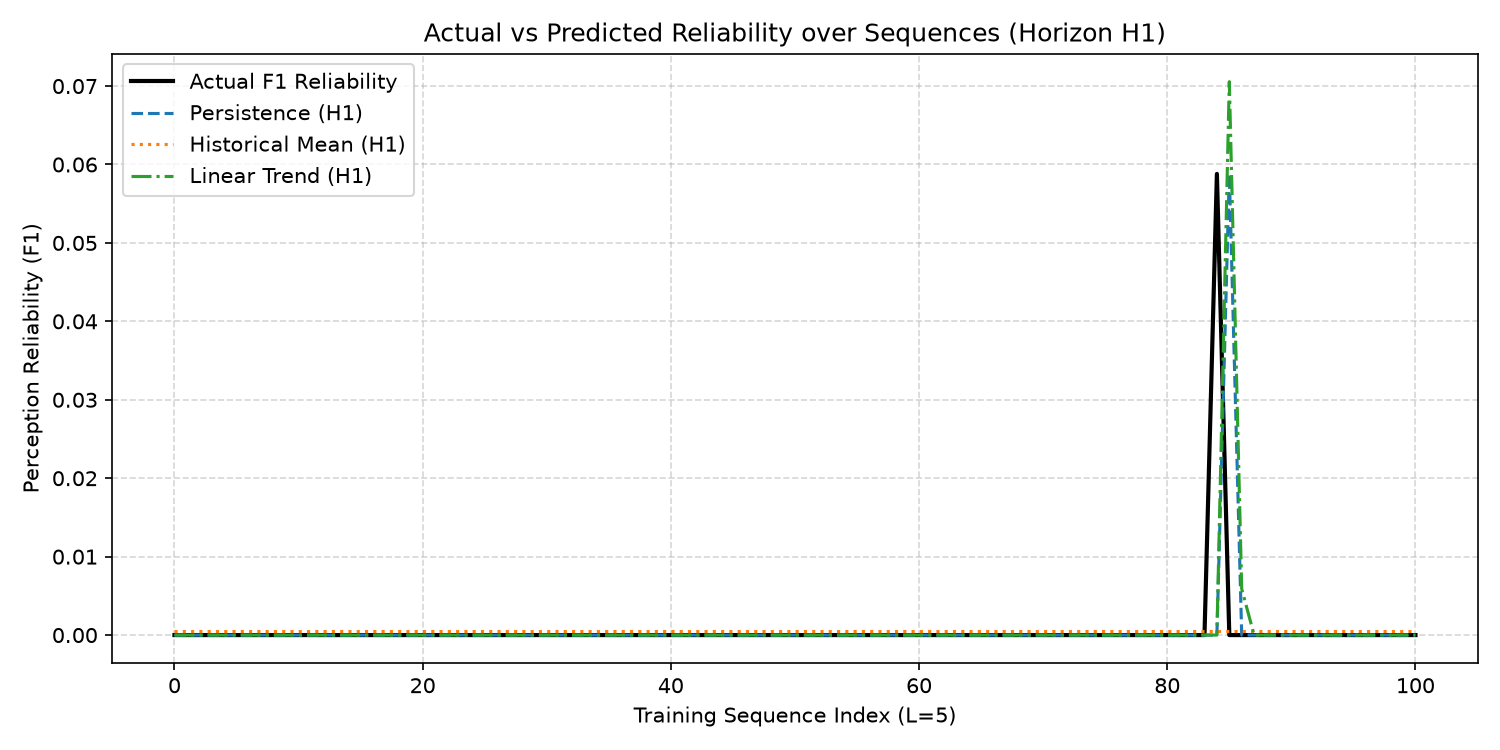 Actual vs Predicted Reliability over Sequences (Horizon H1)
Actual F1 Reliability
Persistence (H1)
Historical Mean (H1)
Linear Trend (H1)
Perception Reliability (F1)
0.07
0.06
0.05
0.04
0.03
0.02
0.01
0.00
0 20 40 60 80 100
Training Sequence Index (L=5)